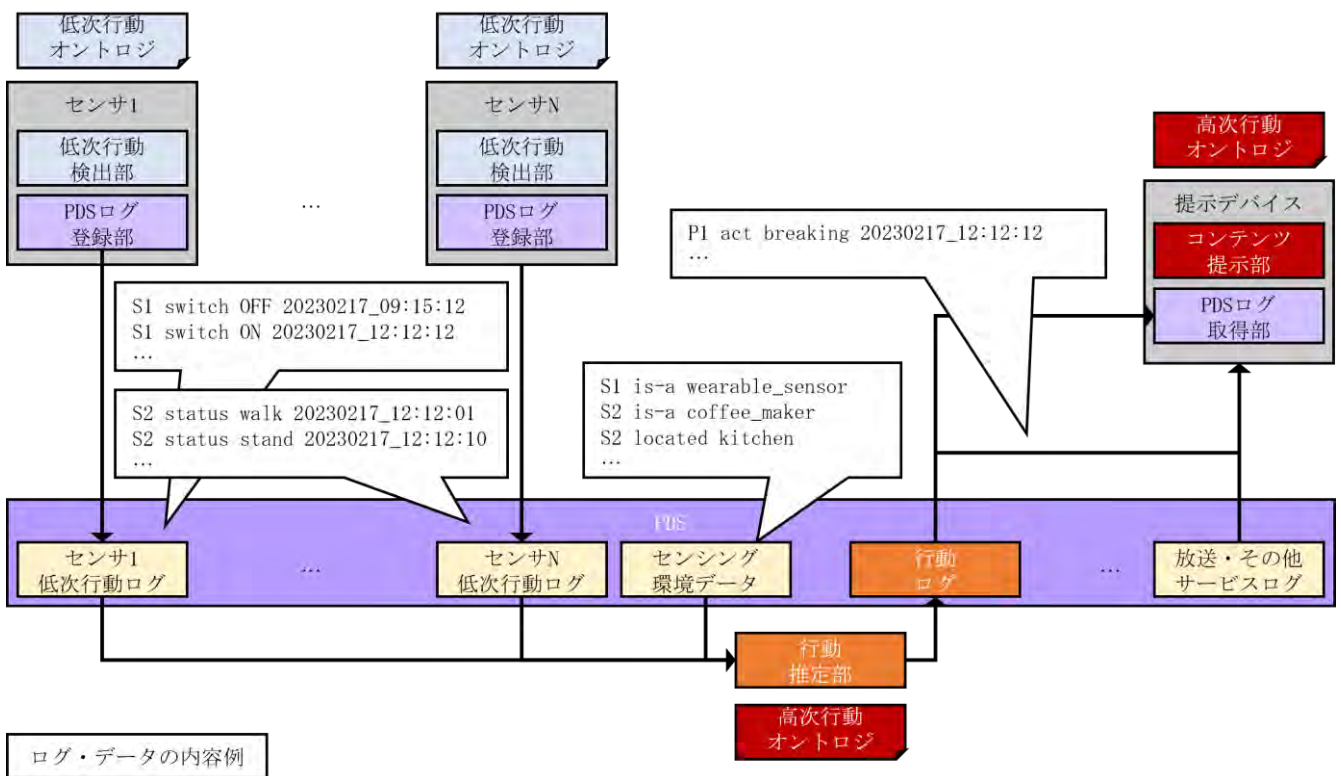 低次行動
オントロジ
低次行動
オントロジ
センサ1
低次行動
検出部
PDSログ
登録部
…
センサN
低次行動
検出部
PDSログ
登録部
高次行動
オントロジ
提示デバイス
コンテンツ
提示部
PDSログ
取得部
P1 act breaking 20230217_12:12:12
…
S1 switch OFF 20230217_09:15:12
S1 switch ON 20230217_12:12:12
…
S2 status walk 20230217_12:12:01
S2 status stand 20230217_12:12:10
…
S1 is-a wearable_sensor
S2 is-a coffee_maker
S2 located kitchen
…
PDS
センサ1
低次行動ログ
…
センサN
低次行動ログ
センシング
環境データ
行動
ログ
…
放送・その他
サービスログ
行動
推定部
高次行動
オントロジ
ログ・データの内容例